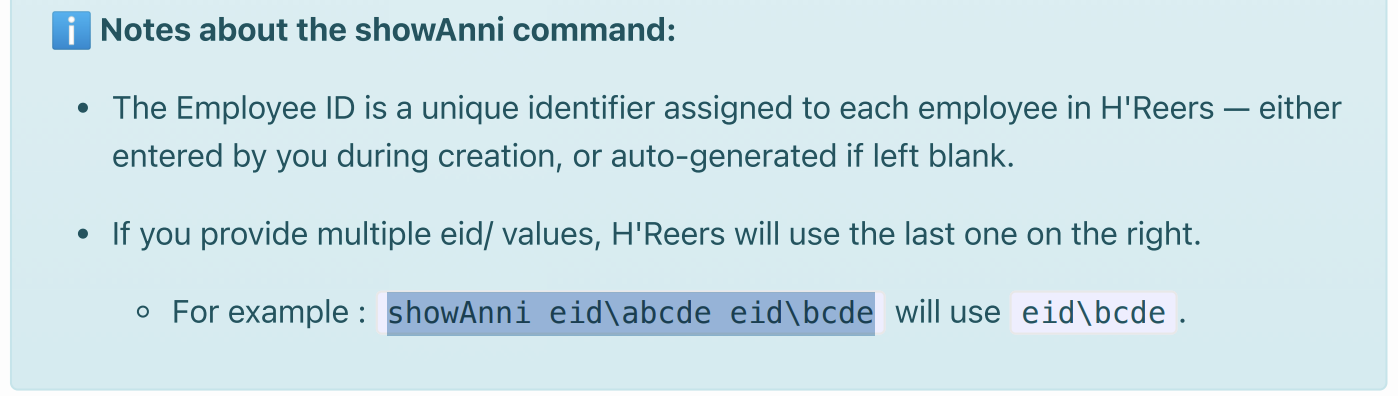 Notes about the showAnni command:
The Employee ID is a unique identifier assigned to each employee in H'Reers — either
entered by you during creation, or auto-generated if left blank.
If you provide multiple eid/ values, H'Reers will use the last one on the right.
For example : showAnni eid\abcde eid\bcde will use eid\bcde .